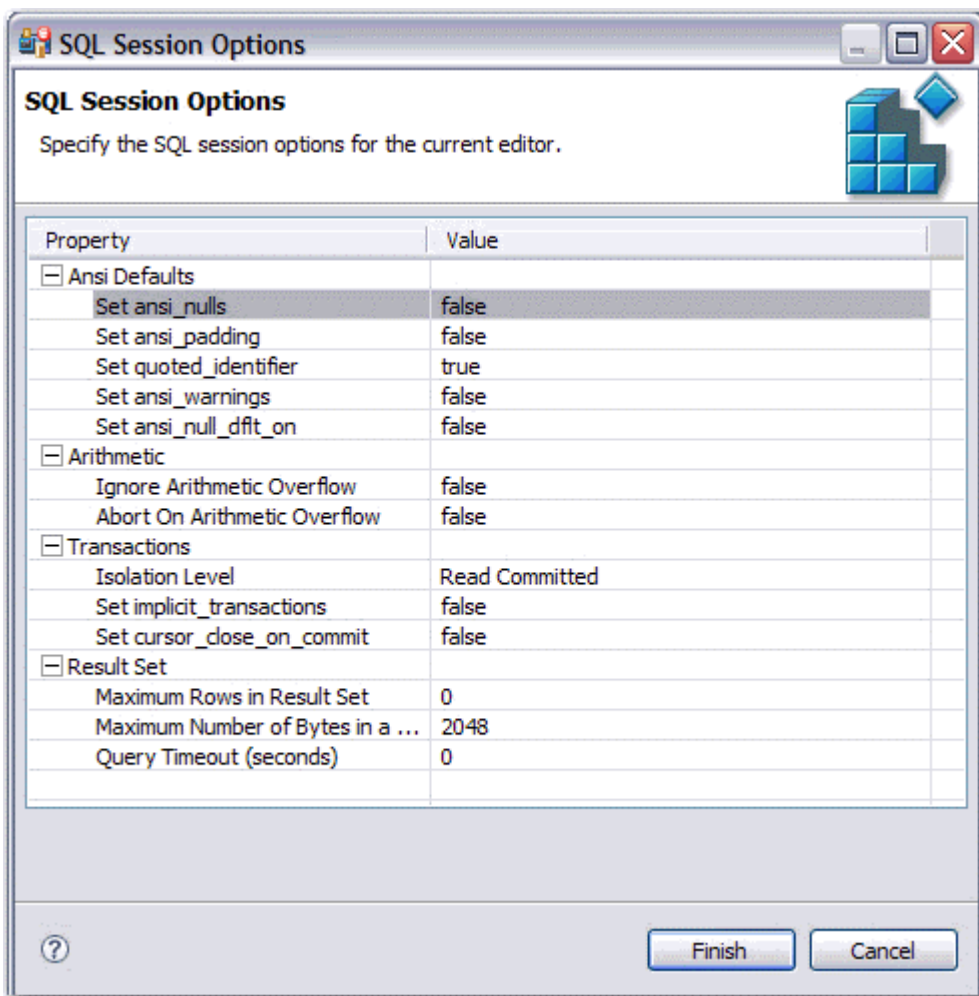 SQL Session Options
SQL Session Options
Specify the SQL session options for the current editor.
Property Value
Ansi Defaults
Set ansi_nulls false
Set ansi_padding false
Set quoted_identifier true
Set ansi_warnings false
Set ansi_null_dflt_on false
Arithmetic
Ignore Arithmetic Overflow false
Abort On Arithmetic Overflow false
Transactions
Isolation Level Read Committed
Set implicit_transactions false
Set cursor_close_on_commit false
Result Set
Maximum Rows in Result Set 0
Maximum Number of Bytes in a ... 2048
Query Timeout (seconds) 0
? Finish Cancel